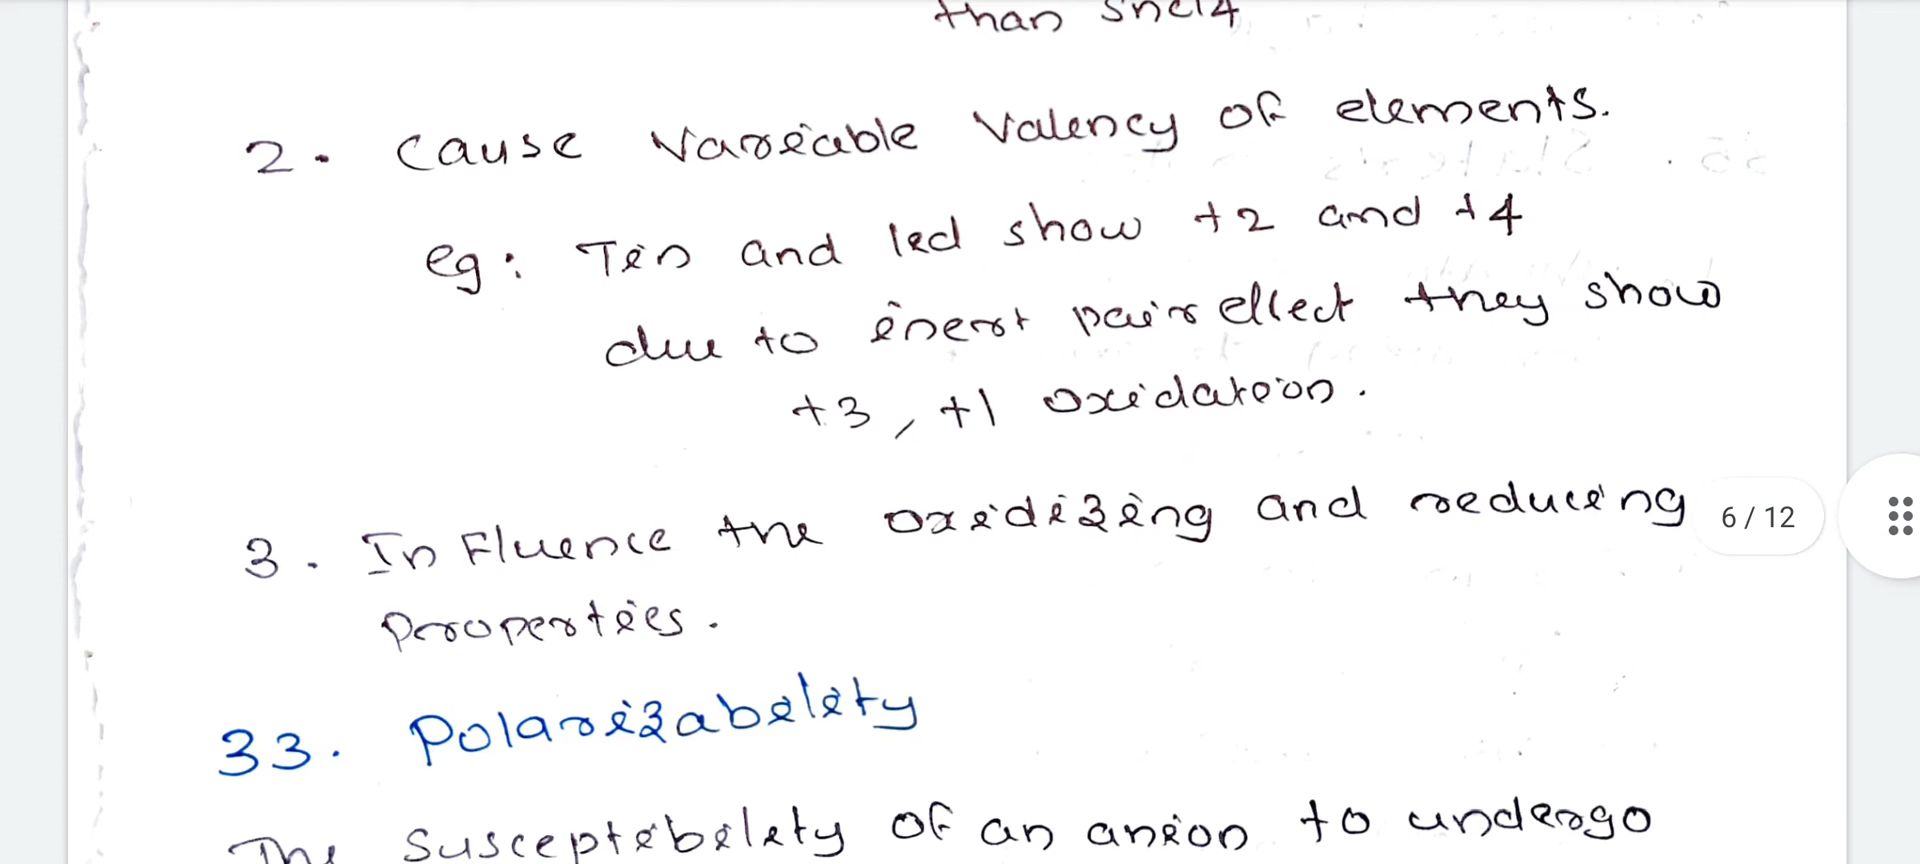 than Sncl4
2. cause Variable Valency of elements.
eg: Tin and led show +2 and +4
due to inert pair effect they show
+3, +1 oxidation.
3. Influence the oxidizing and reducing
6 / 12
Properties.
33. Polarizability
The susceptibility of an anion to undergo